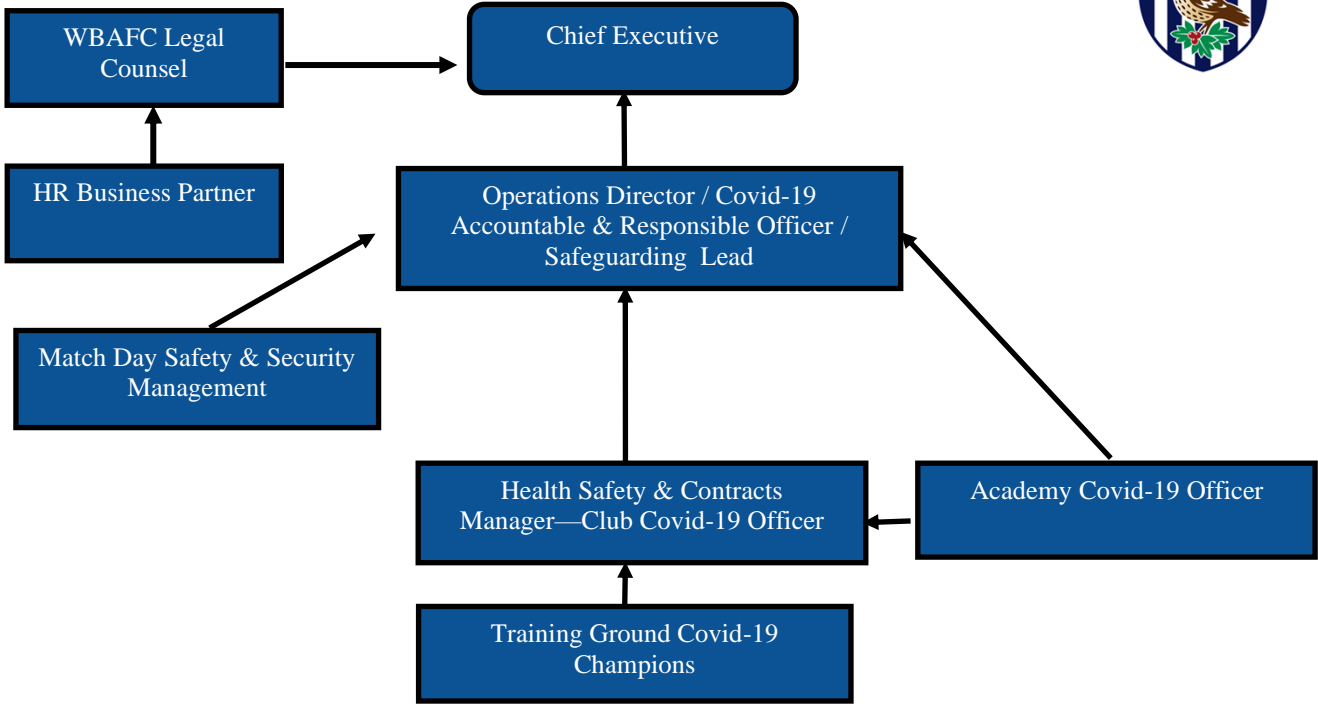 WBAFC Legal
Counsel
Chief Executive
HR Business Partner
Operations Director / Covid-19
Accountable & Responsible Officer /
Safeguarding Lead
Match Day Safety & Security
Management
Health Safety & Contracts
Manager—Club Covid-19 Officer
Academy Covid-19 Officer
Training Ground Covid-19
Champions